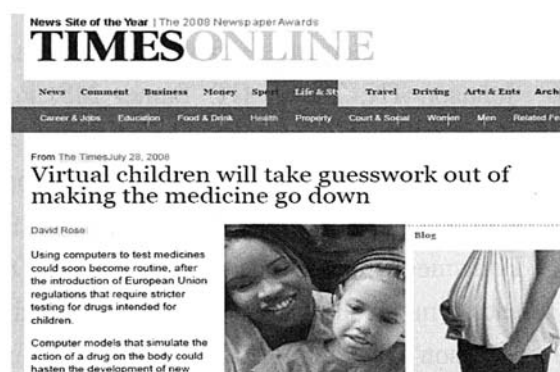 News Site of the Year | The 2008 Newspaper Awards
TIMESONLINE
News Comment Business Money Sport Life & Style Travel Driving Arts & Ents Arch
Career & Jobs Education Food & Drink Health Property Court & Social Women Men Related Fe
From The TimesJuly 28, 2008
Virtual children will take guesswork out of
making the medicine go down
David Rose
Using computers to test medicines
could soon become routine, after
the introduction of European Union
regulations that require stricter
testing for drugs intended for
children.
Computer models that simulate the
action of a drug on the body could
hasten the development of new
Blog